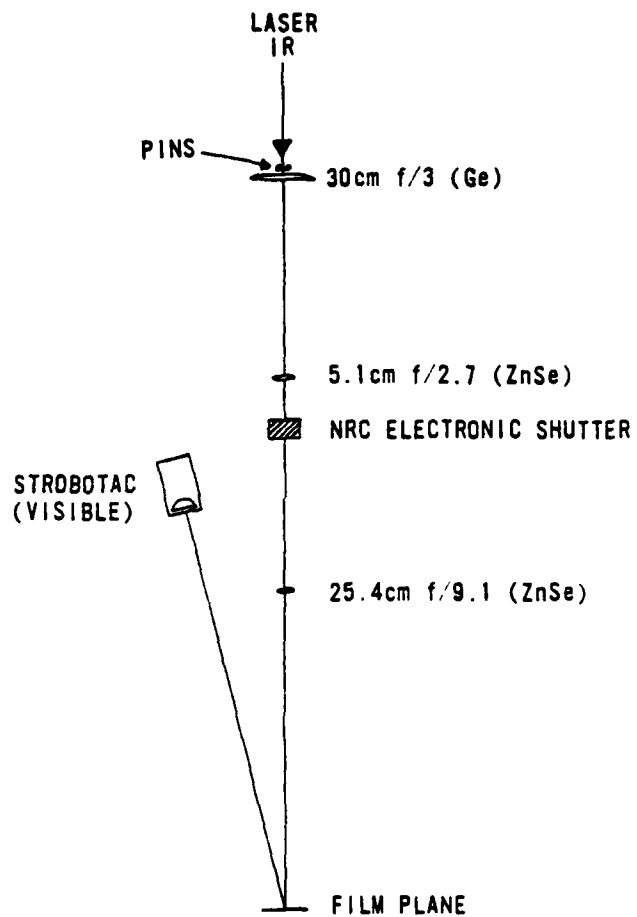 LASER
IR
PINS
30cm f/3 (Ge)
5.1cm f/2.7 (ZnSe)
NRC ELECTRONIC SHUTTER
STROBOTAC
(VISIBLE)
25.4cm f/9.1 (ZnSe)
FILM PLANE